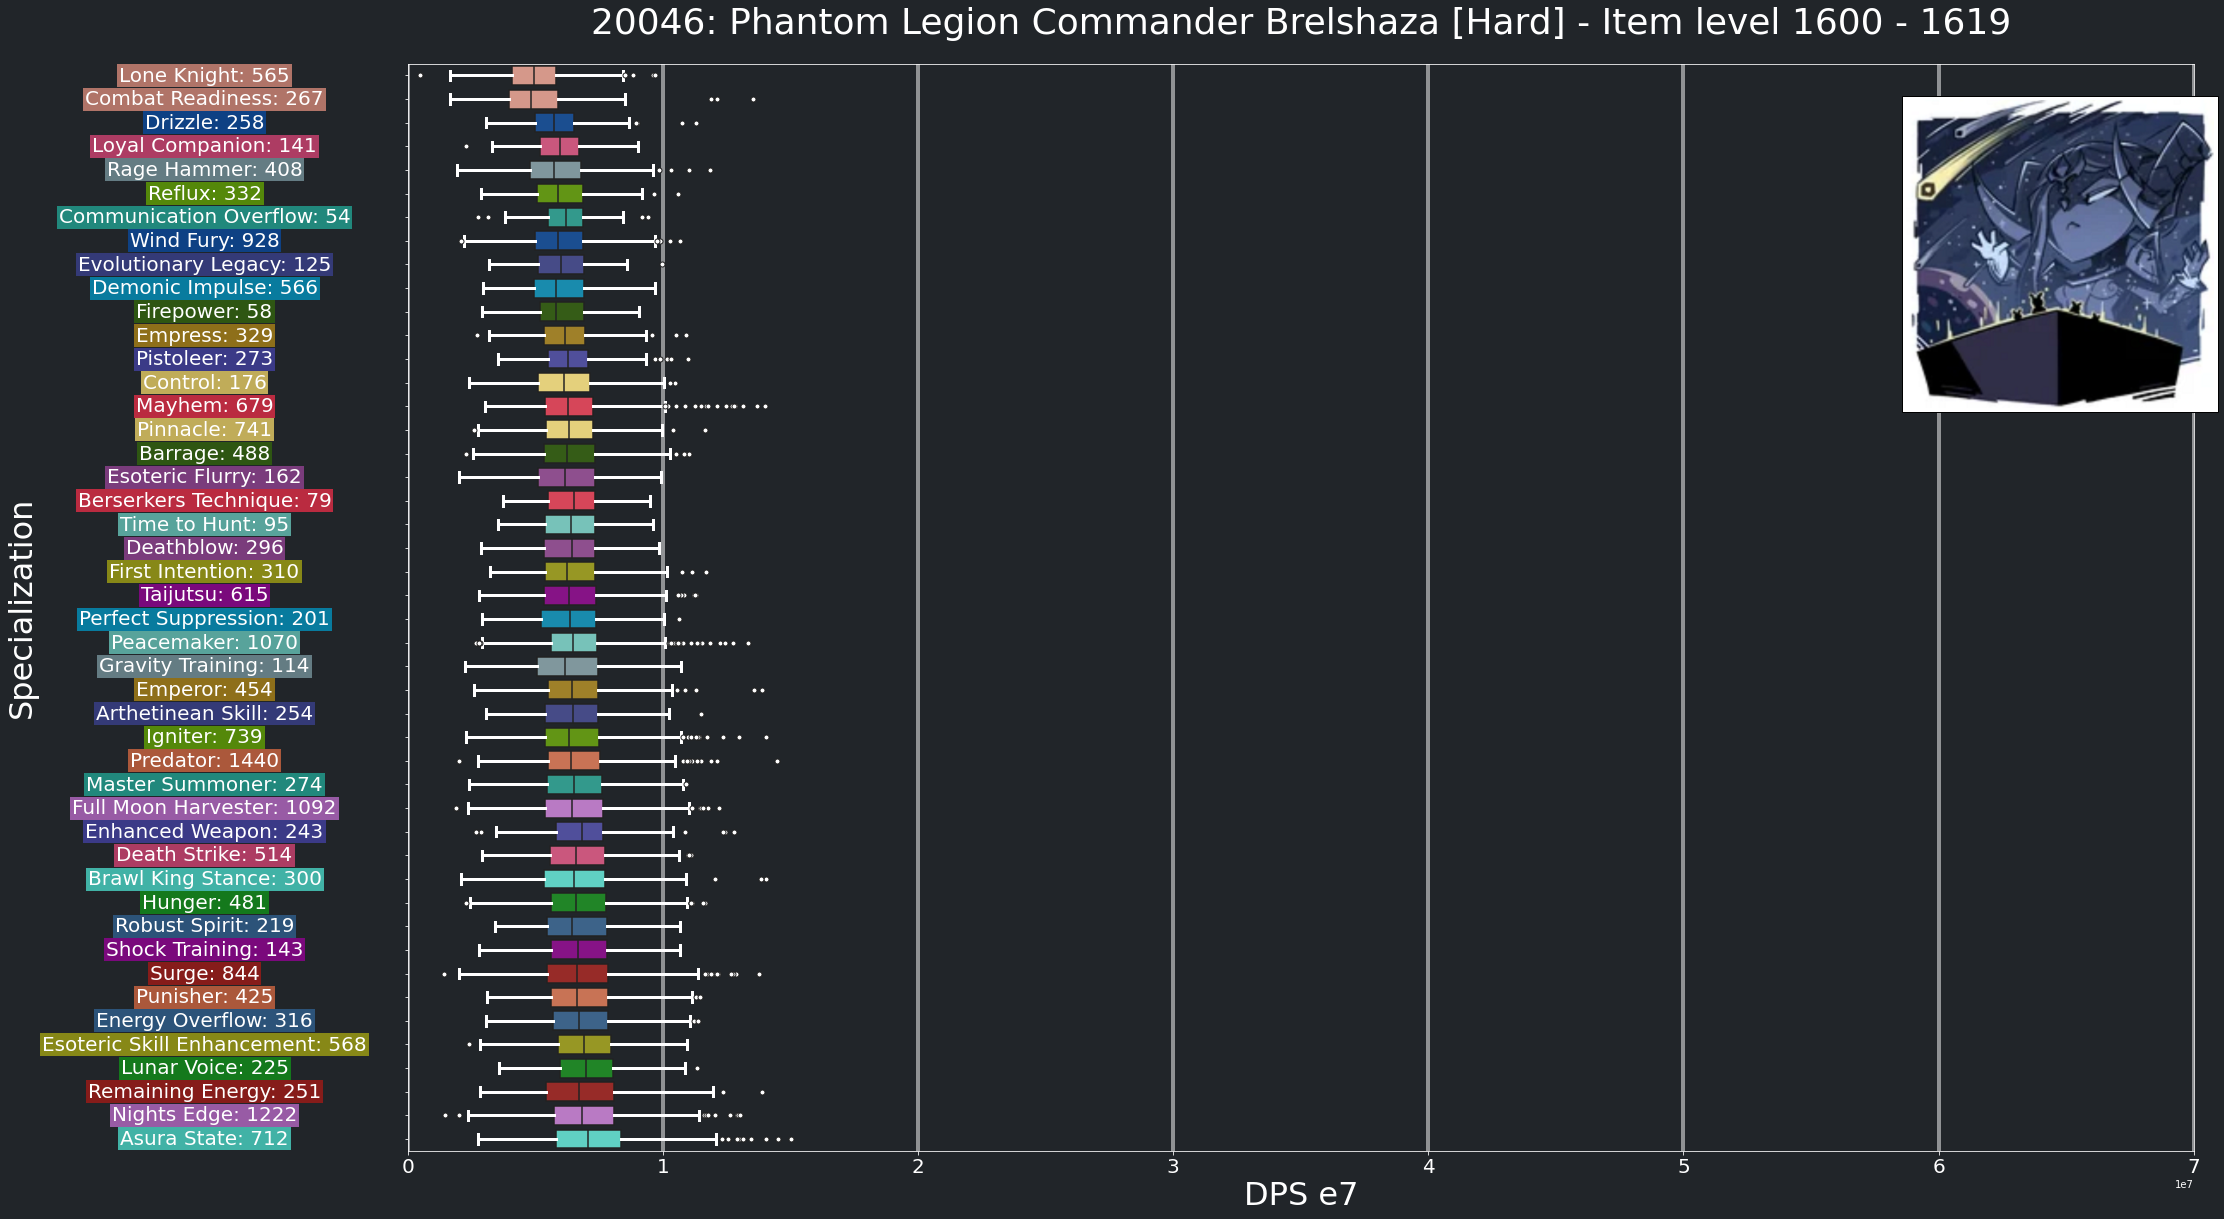 20046: Phantom Legion Commander Brelshaza [Hard] - Item level 1600 - 1619
Specialization
Lone Knight: 565
Combat Readiness: 267
Drizzle: 258
Loyal Companion: 141
Rage Hammer: 408
Reflux: 332
Communication Overflow: 54
Wind Fury: 928
Evolutionary Legacy: 125
Demonic Impulse: 566
Firepower: 58
Empress: 329
Pistoleer: 273
Control: 176
Mayhem: 679
Pinnacle: 741
Barrage: 488
Esoteric Flurry: 162
Berserkers Technique: 79
Time to Hunt: 95
Deathblow: 296
First Intention: 310
Taijutsu: 615
Perfect Suppression: 201
Peacemaker: 1070
Gravity Training: 114
Emperor: 454
Arthetinean Skill: 254
Igniter: 739
Predator: 1440
Master Summoner: 274
Full Moon Harvester: 1092
Enhanced Weapon: 243
Death Strike: 514
Brawl King Stance: 300
Hunger: 481
Robust Spirit: 219
Shock Training: 143
Surge: 844
Punisher: 425
Energy Overflow: 316
Esoteric Skill Enhancement: 568
Lunar Voice: 225
Remaining Energy: 251
Nights Edge: 1222
Asura State: 712
0 1 2 3 4 5 6 7
1e7
DPS e7